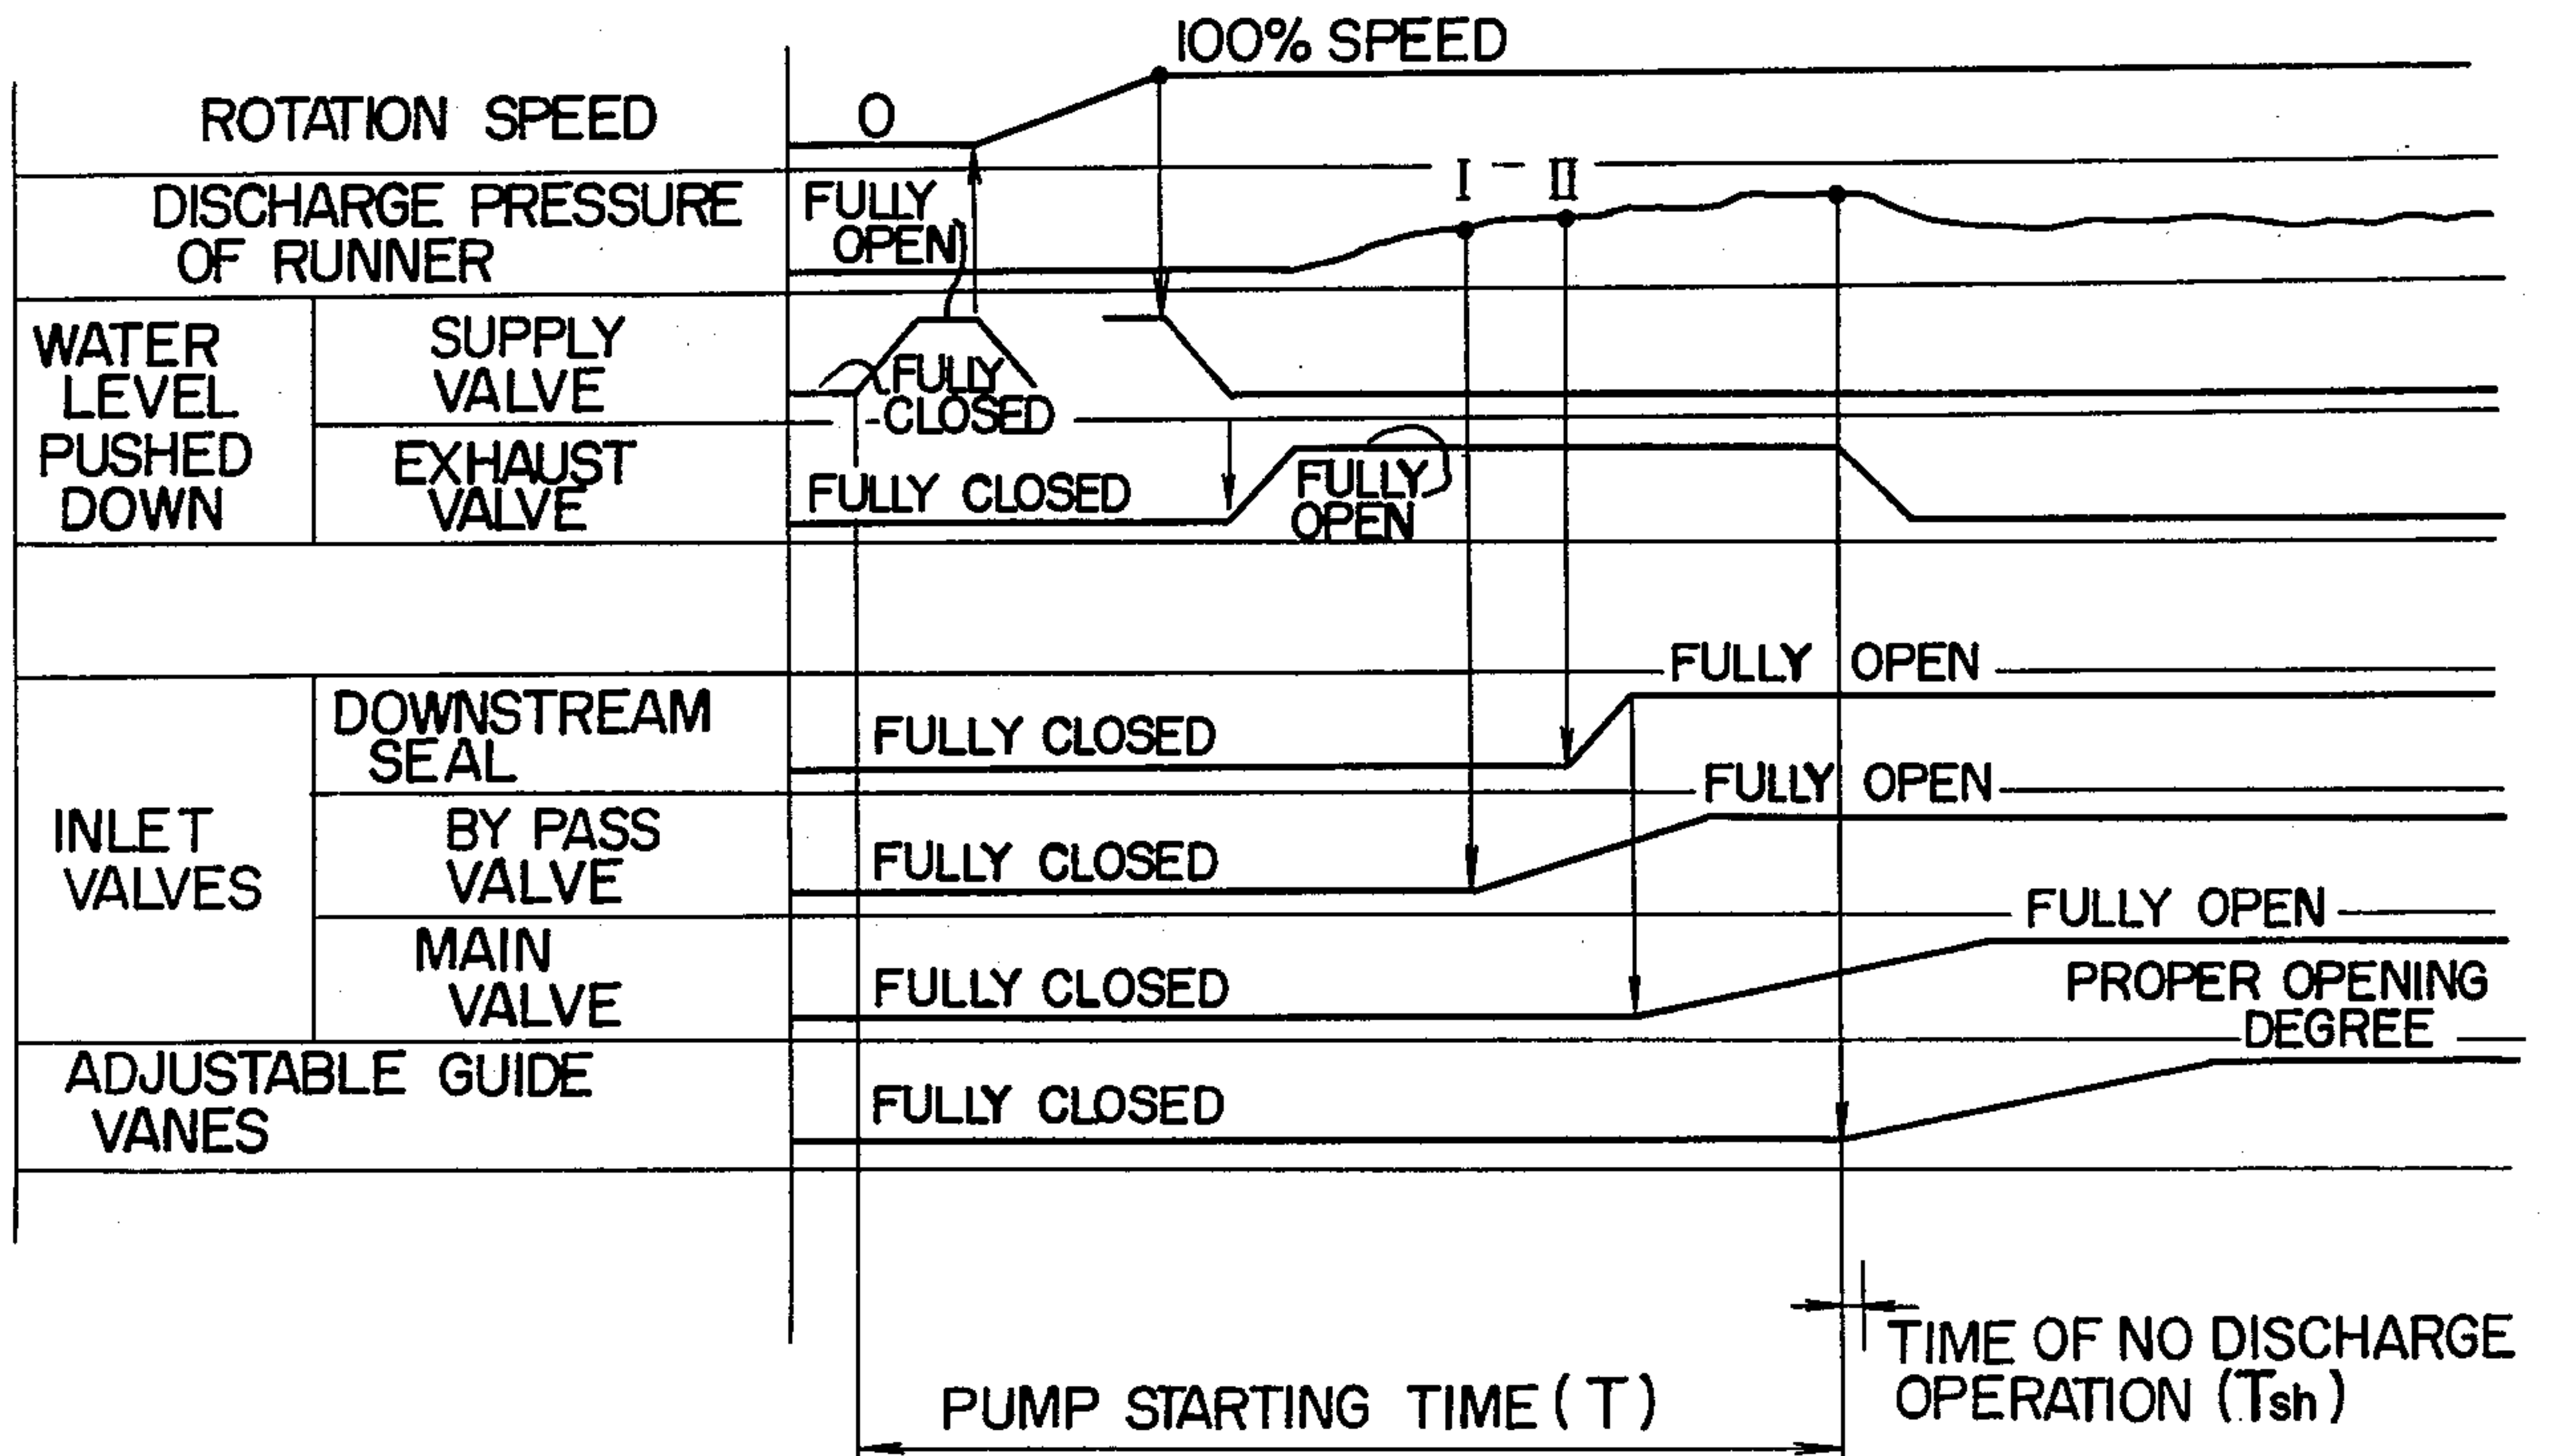 100% SPEED
ROTATION SPEED
O
I - II
DISCHARGE PRESSURE
OF RUNNER
FULLY
OPEN
WATER
LEVEL
PUSHED
DOWN
SUPPLY
VALVE
FULLY
CLOSED
EXHAUST
VALVE
FULLY CLOSED
FULLY
OPEN
INLET
VALVES
DOWNSTREAM
SEAL
FULLY CLOSED
FULLY OPEN
BY PASS
VALVE
FULLY CLOSED
FULLY OPEN
MAIN
VALVE
FULLY CLOSED
FULLY OPEN
ADJUSTABLE GUIDE
VANES
FULLY CLOSED
PROPER OPENING
DEGREE
TIME OF NO DISCHARGE
OPERATION (Tsh)
PUMP STARTING TIME (T)